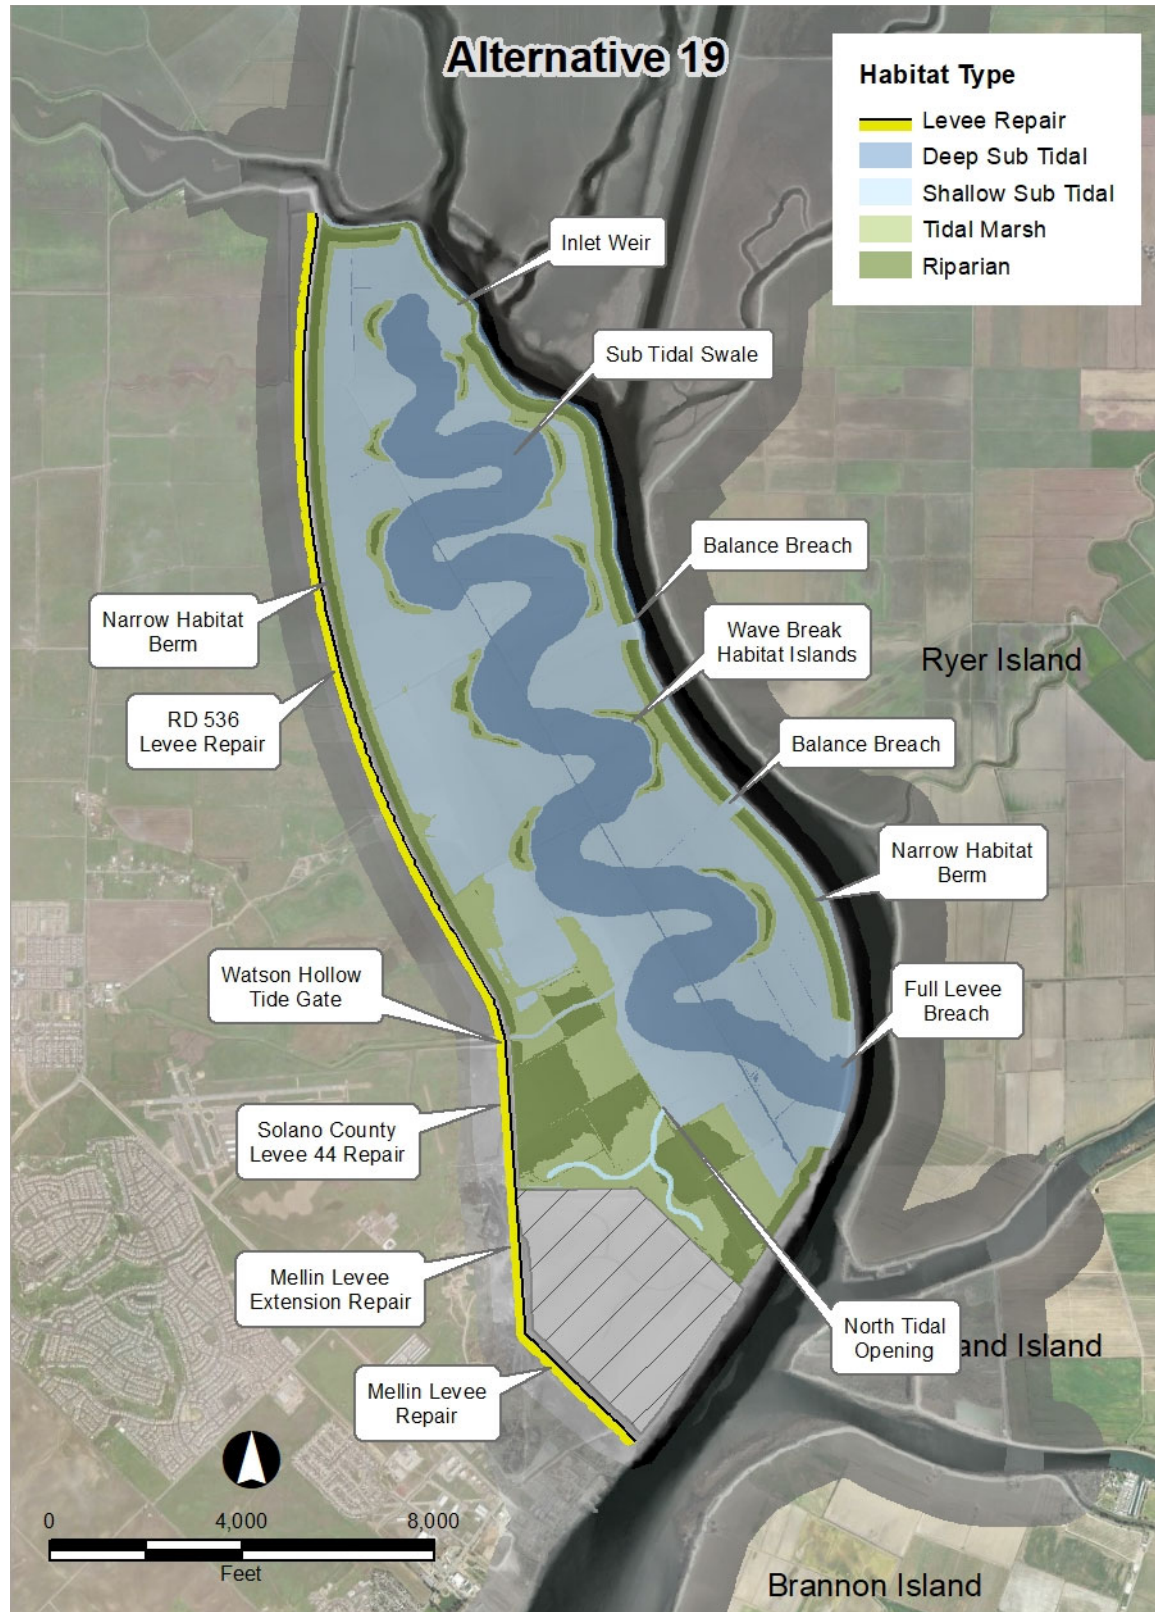 Alternative 19
Habitat Type
Levee Repair
Deep Sub Tidal
Shallow Sub Tidal
Tidal Marsh
Riparian
Inlet Weir
Sub Tidal Swale
Balance Breach
Narrow Habitat
Berm
Wave Break
Habitat Islands
Ryer Island
RD 536
Levee Repair
Balance Breach
Narrow Habitat
Berm
Watson Hollow
Tide Gate
Full Levee
Breach
Solano County
Levee 44 Repair
Mellin Levee
Extension Repair
North Tidal
Opening
and Island
Mellin Levee
Repair
0 4,000 8,000
Feet
Brannon Island